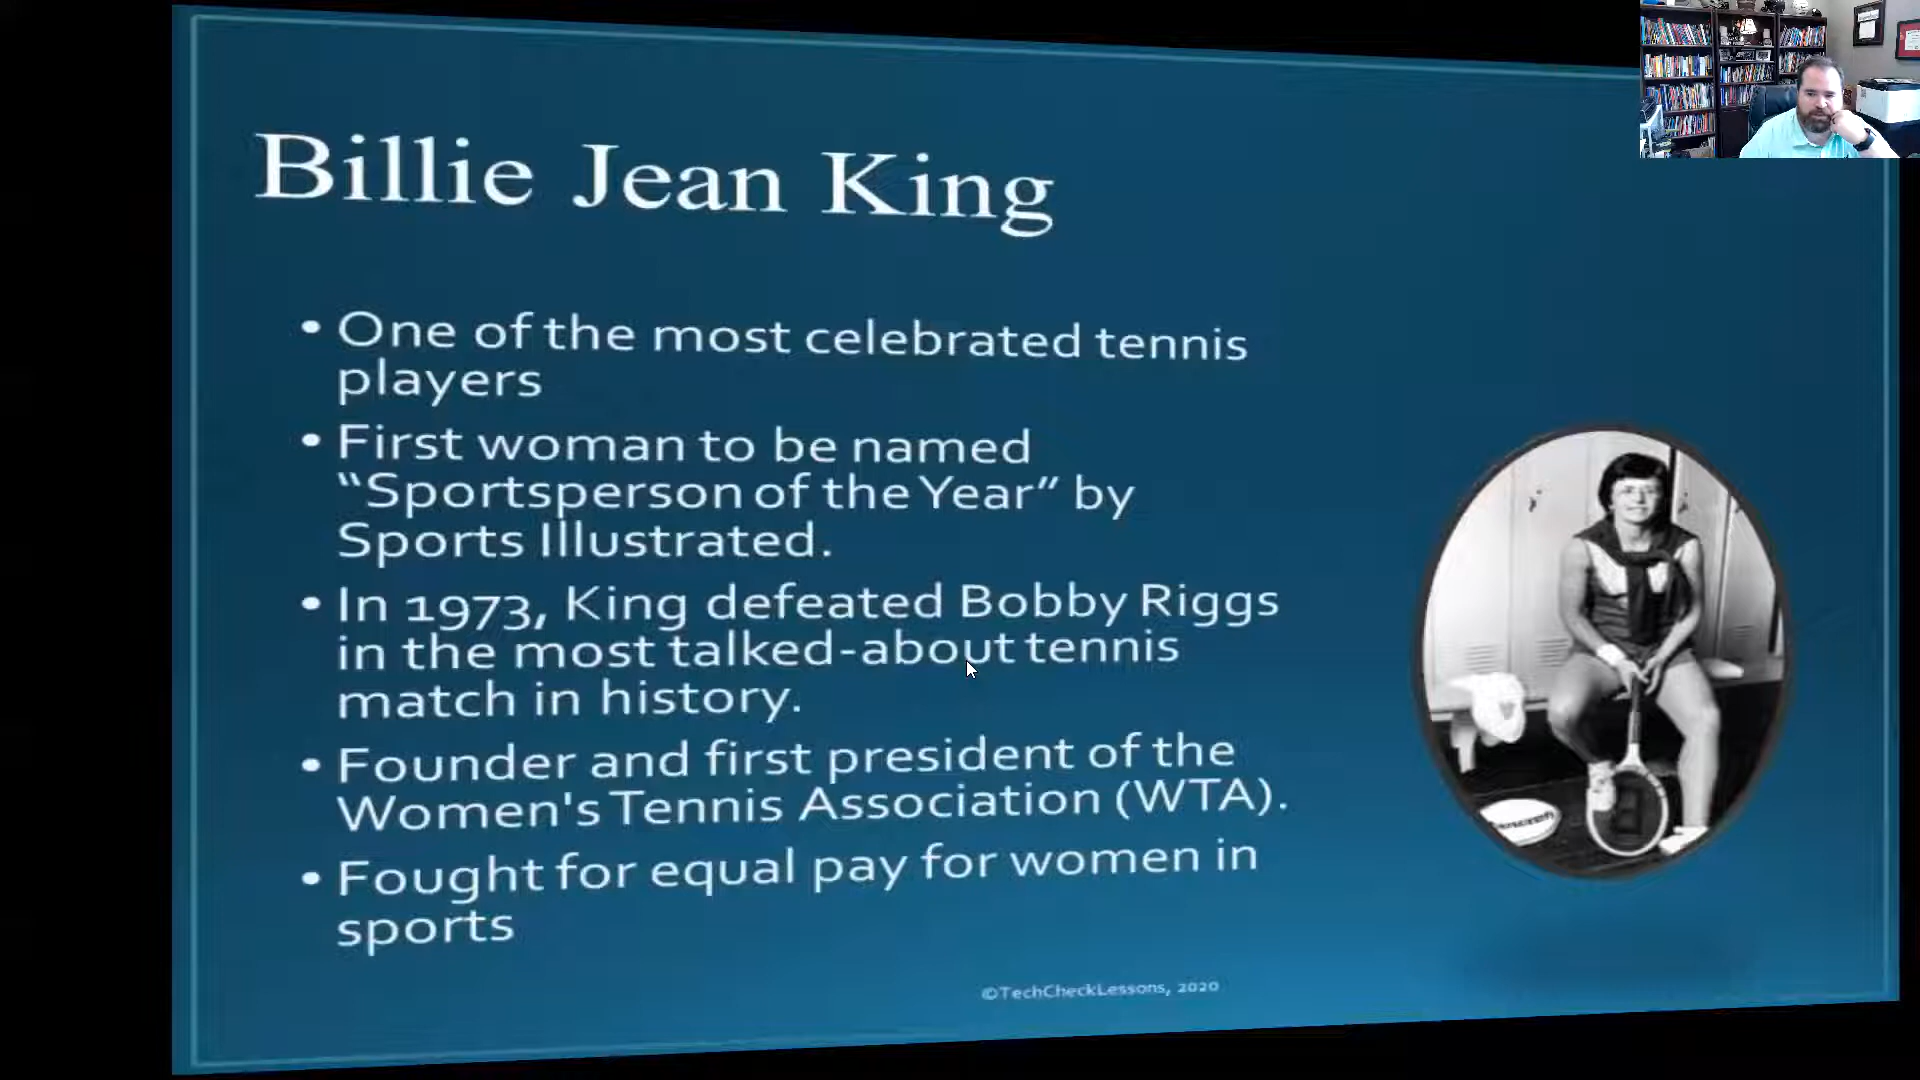 Billie Jean King
• One of the most celebrated tennis
players
• First woman to be named
“Sportsperson of the Year” by
Sports Illustrated.
• In 1973, King defeated Bobby Riggs
in the most talked-about tennis
match in history.
• Founder and first president of the
Women's Tennis Association (WTA).
• Fought for equal pay for women in
sports
©TechCheckLessons, 2020